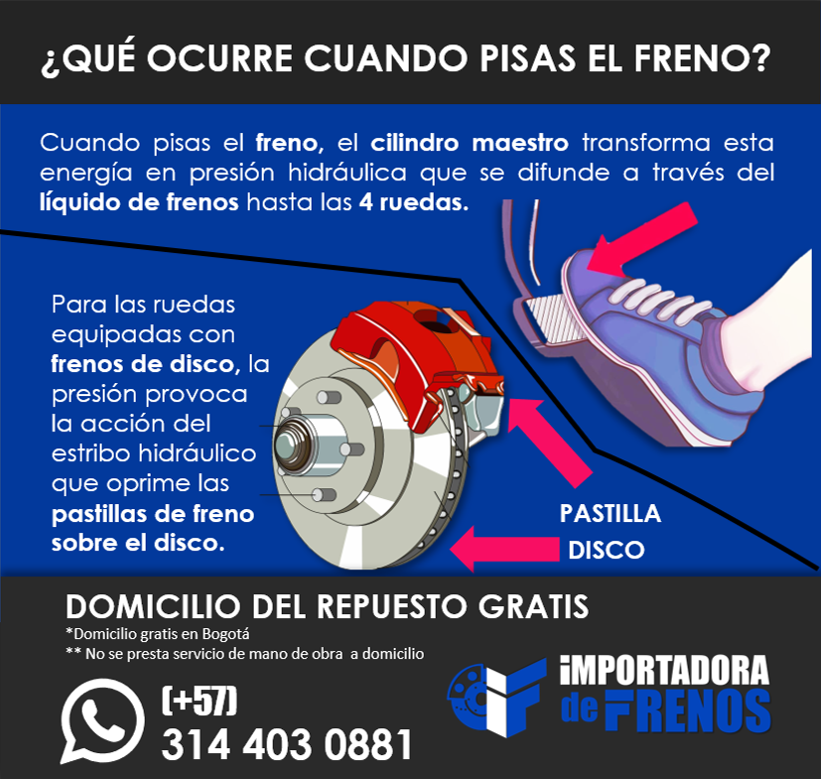 ¿QUÉ OCURRE CUANDO PISAS EL FRENO?
Cuando pisas el freno, el cilindro maestro transforma esta
energía en presión hidráulica que se difunde a través del
líquido de frenos hasta las 4 ruedas.
Para las ruedas
equipadas con
frenos de disco, la
presión provoca
la acción del
estribo hidráulico
que oprime las
pastillas de freno
sobre el disco.
PASTILLA
DISCO
DOMICILIO DEL REPUESTO GRATIS
*Domicilio gratis en Bogotá
** No se presta servicio de mano de obra a domicilio
(+57)
314 403 0881
iMPORTADORA
de FRENOS